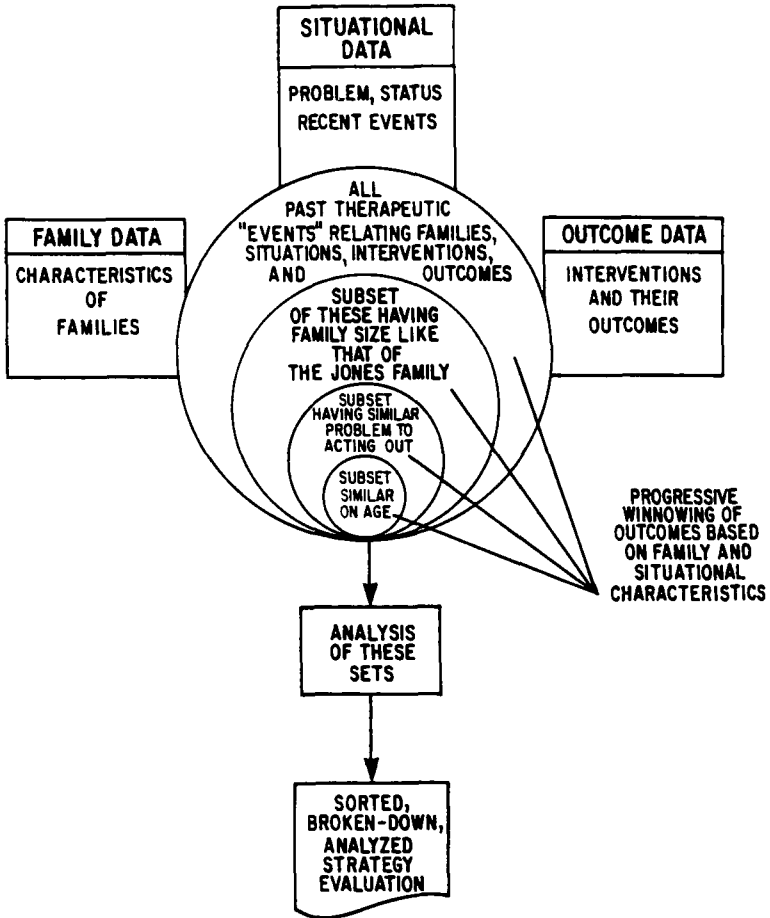 SITUATIONAL
DATA
PROBLEM, STATUS
RECENT EVENTS
FAMILY DATA
CHARACTERISTICS
OF
FAMILIES
OUTCOME DATA
INTERVENTIONS
AND THEIR
OUTCOMES
ALL
PAST THERAPEUTIC
"EVENTS" RELATING FAMILIES,
SITUATIONS, INTERVENTIONS,
AND OUTCOMES
SUBSET
OF THESE HAVING
FAMILY SIZE LIKE
THAT OF
THE JONES FAMILY
SUBSET
HAVING SIMILAR
PROBLEM TO
ACTING OUT
SUBSET
SIMILAR
ON AGE
PROGRESSIVE
WINNOWING OF
OUTCOMES BASED
ON FAMILY AND
SITUATIONAL
CHARACTERISTICS
ANALYSIS
OF THESE
SETS
SORTED,
BROKEN-DOWN,
ANALYZED
STRATEGY
EVALUATION